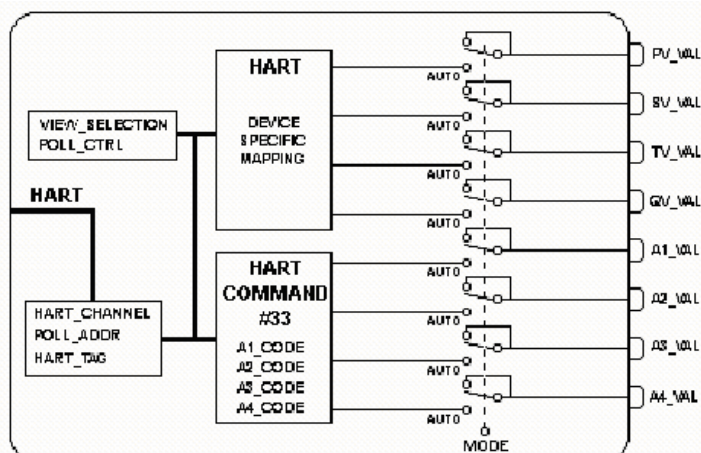 HART
DEVICE
SPECIFIC
MAPPING
VIEW_SELECTION
POLL_CTRL
HART
HART_CHANNEL
POLL_ADDR
HART_TAG
HART
COMMAND
#33
A1_CODE
A2_CODE
A3_CODE
A4_CODE
AUTO
AUTO
AUTO
AUTO
AUTO
AUTO
AUTO
AUTO
MODE
PV_VAL
SV_VAL
TV_VAL
QV_VAL
A1_VAL
A2_VAL
A3_VAL
A4_VAL